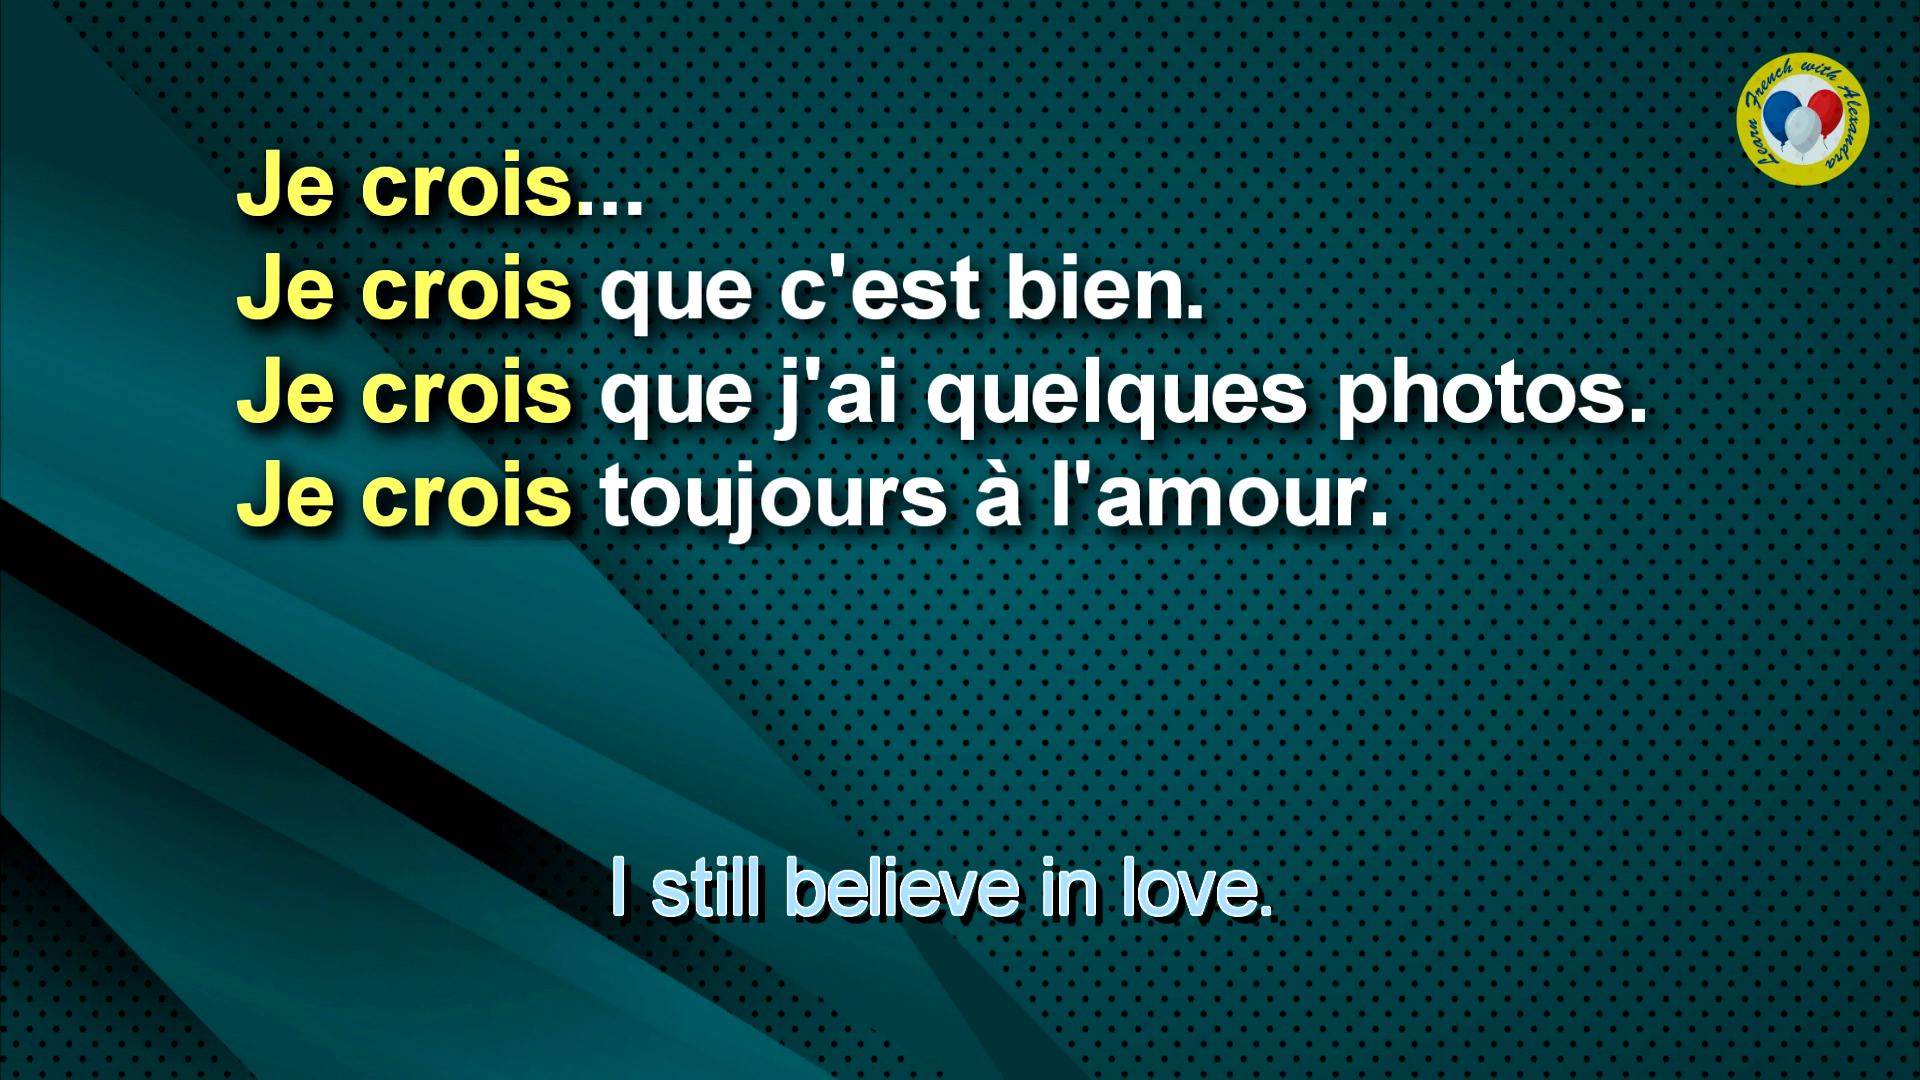 Je crois...
Je crois que c'est bien.
Je crois que j'ai quelques photos.
Je crois toujours à l'amour.
I still believe in love.
Learn French with Alexandra